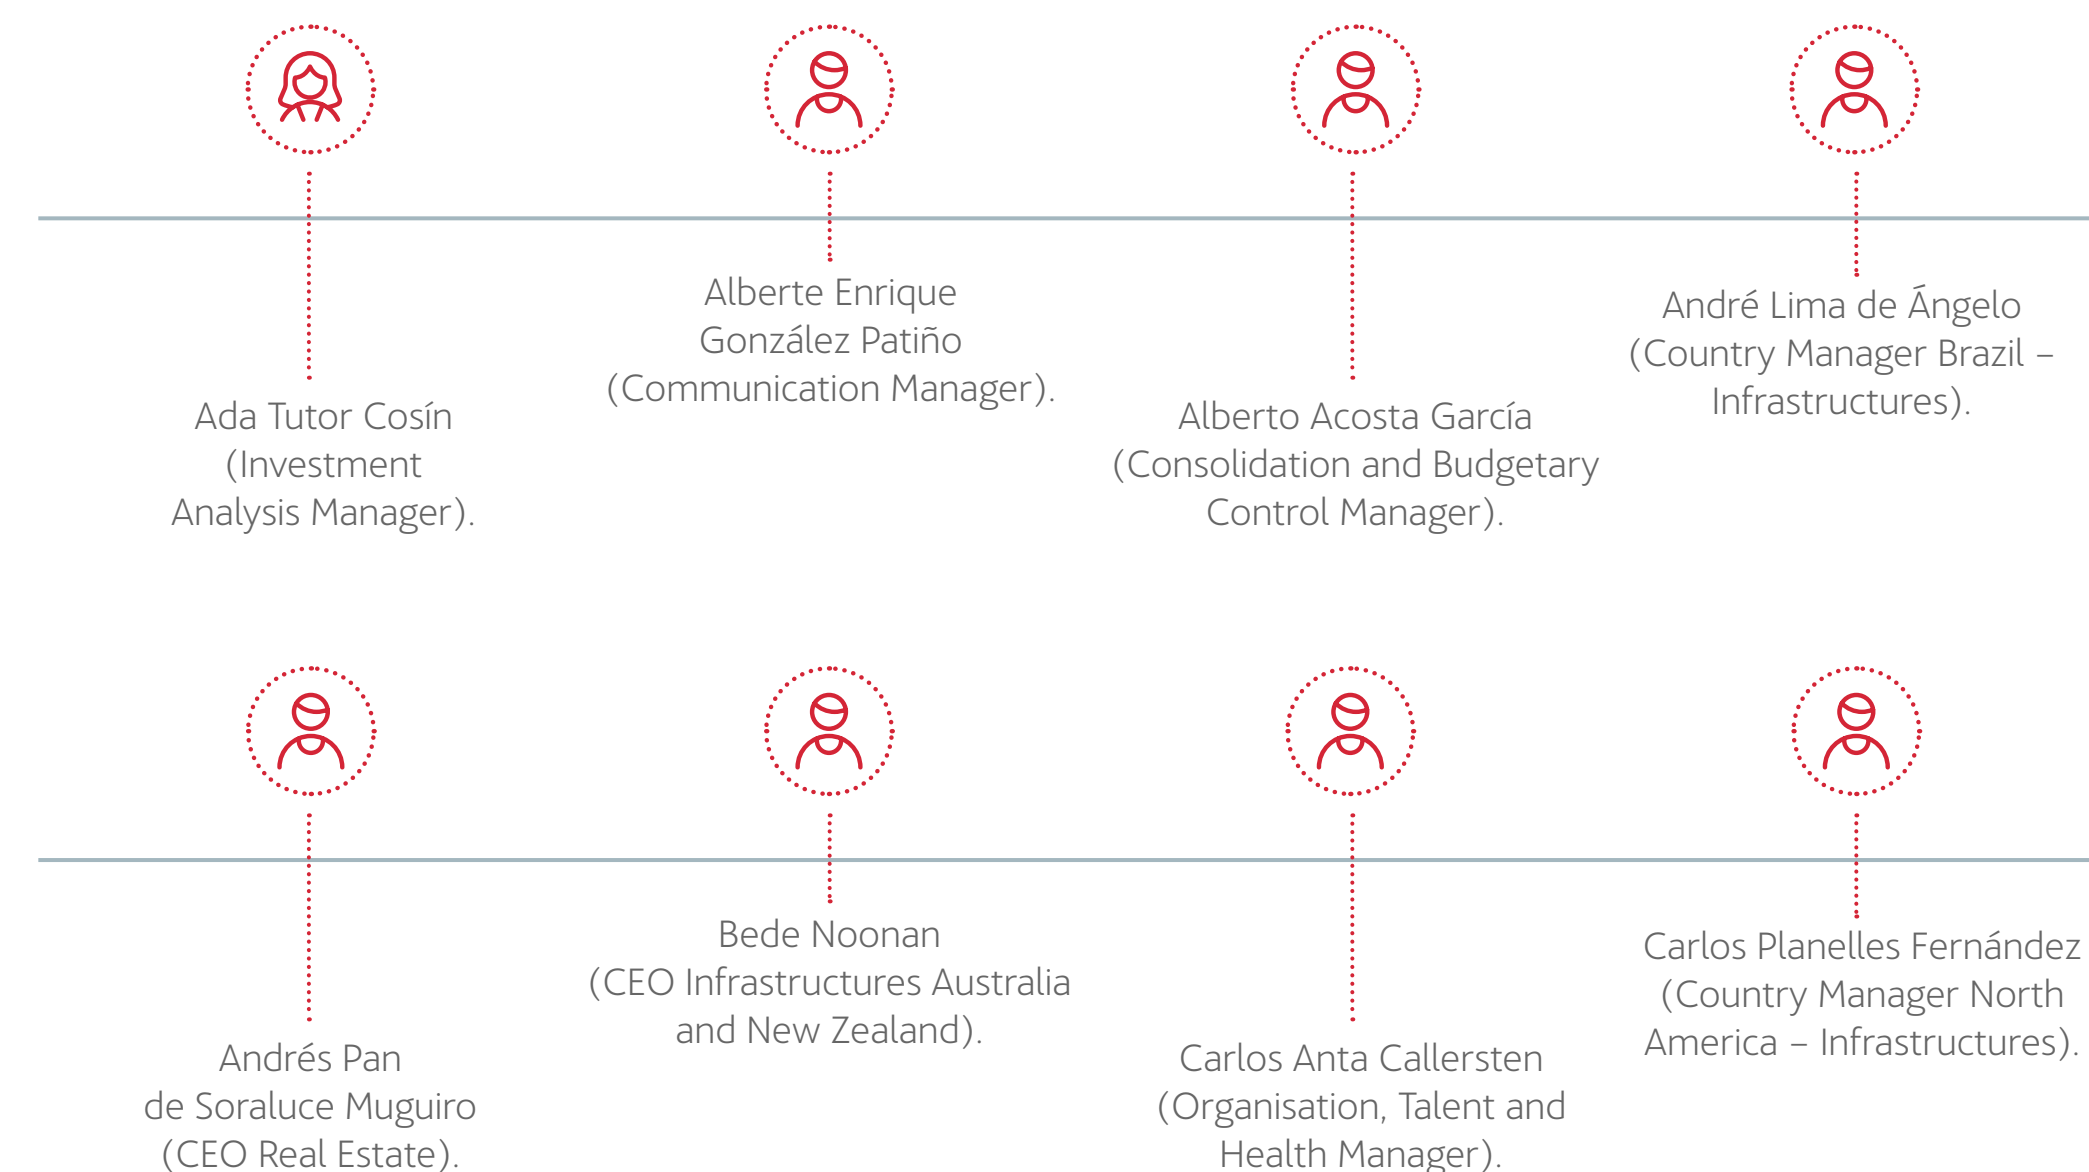 Ada Tutor Cosín
(Investment
Analysis Manager).
Alberte Enrique
González Patiño
(Communication Manager).
Alberto Acosta García
(Consolidation and Budgetary
Control Manager).
André Lima de Ángelo
(Country Manager Brazil –
Infrastructures).
Andrés Pan
de Soraluce Muguiro
(CEO Real Estate).
Bede Noonan
(CEO Infrastructures Australia
and New Zealand).
Carlos Anta Callersten
(Organisation, Talent and
Health Manager).
Carlos Planelles Fernández
(Country Manager North
America – Infrastructures).